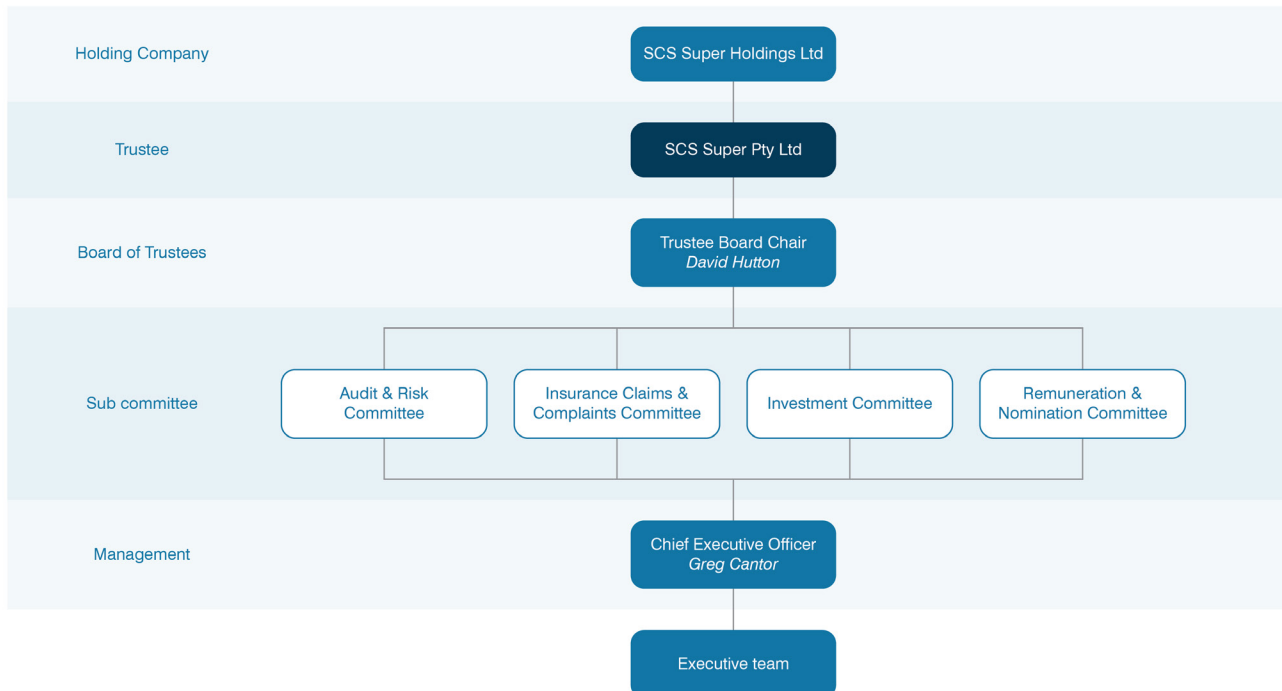 Holding Company
SCS Super Holdings Ltd
Trustee
SCS Super Pty Ltd
Board of Trustees
Trustee Board Chair
David Hutton
Sub committee
Audit & Risk
Committee
Insurance Claims &
Complaints Committee
Investment Committee
Remuneration &
Nomination Committee
Management
Chief Executive Officer
Greg Cantor
Executive team